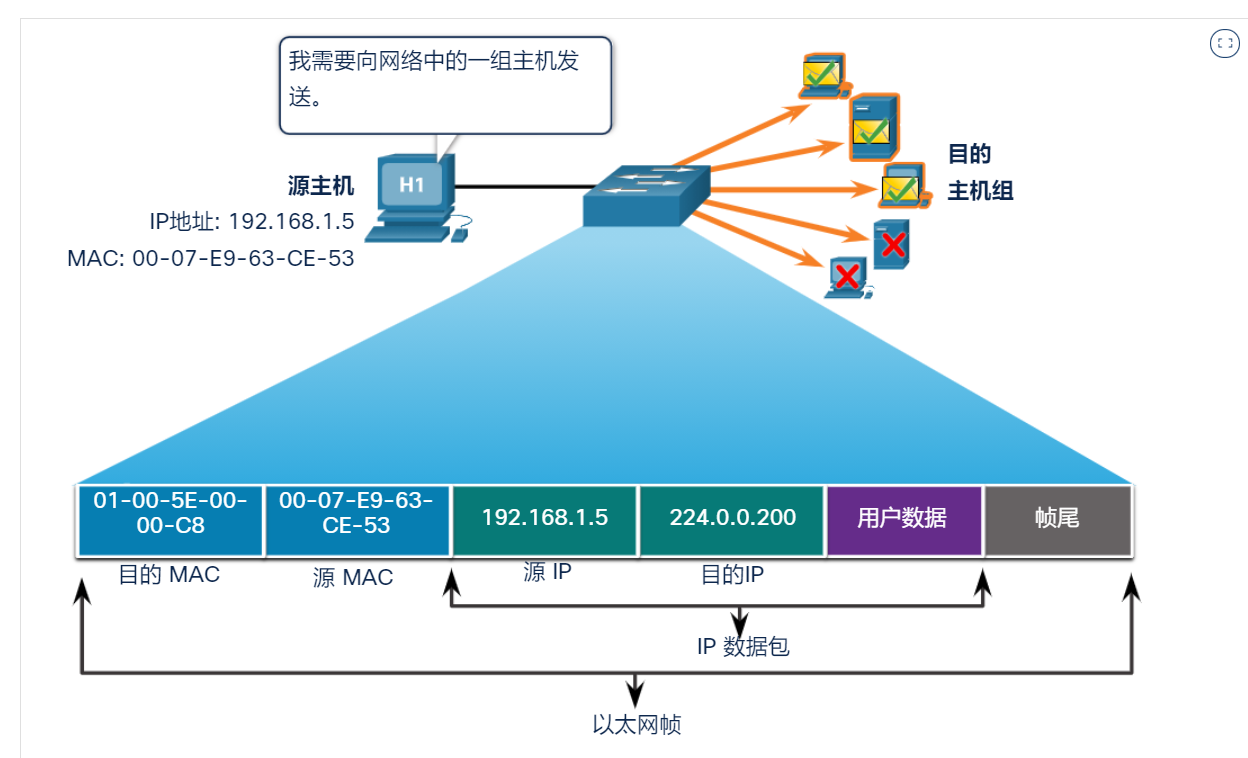 我需要向网络中的一组主机发
送。
源主机
IP地址: 192.168.1.5
MAC: 00-07-E9-63-CE-53
H1
目的
主机组
01-00-5E-00-
00-C8
00-07-E9-63-
CE-53
192.168.1.5
224.0.0.200
用户数据
帧尾
目的 MAC
源 MAC
源 IP
目的IP
IP 数据包
以太网帧